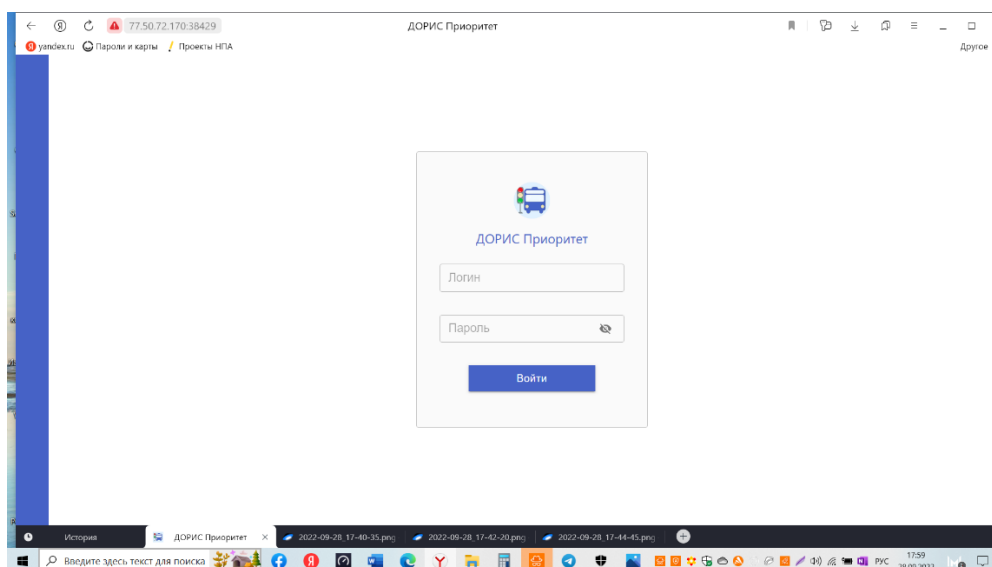 77.50.72.170:38429
ДОРИС Приоритет
yandex.ru Пароли и карты Проекты НПА
Другое
ДОРИС Приоритет
Логин
Пароль
Войти
История ДОРИС Приоритет 2022-09-28_17-40-35.png 2022-09-28_17-42-20.png 2022-09-28_17-44-45.png
Введите здесь текст для поиска
РУС
17:59